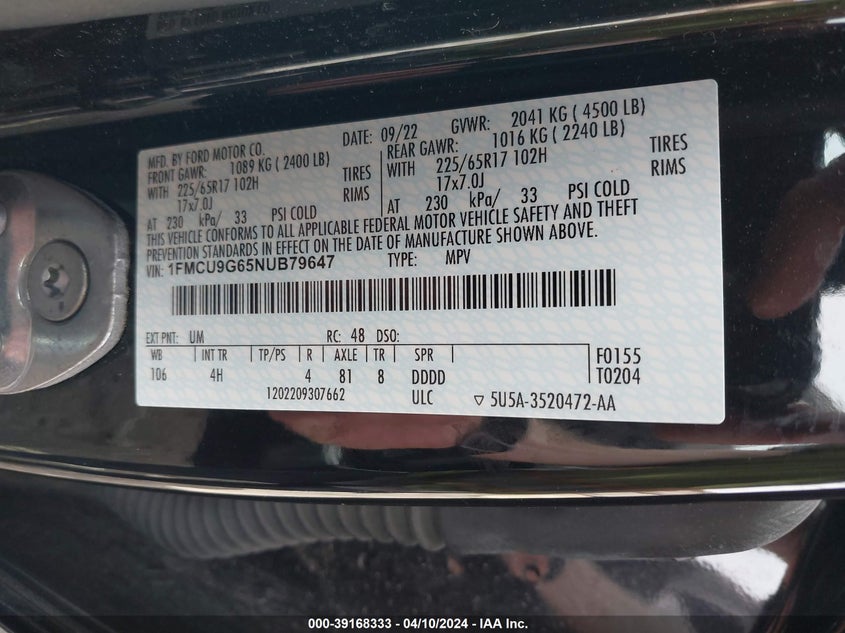 MFD. BY FORD MOTOR CO. DATE: 09/22 GVWR: 2041 KG ( 4500 LB)
FRONT GAWR: 1089 KG ( 2400 LB) REAR GAWR: 1016 KG ( 2240 LB)
WITH 225/65R17 102H TIRES WITH 225/65R17 102H TIRES
17x7.0J RIMS 17x7.0J RIMS
AT 230 kPa/ 33 PSI COLD AT 230 kPa/ 33 PSI COLD
THIS VEHICLE CONFORMS TO ALL APPLICABLE FEDERAL MOTOR VEHICLE SAFETY AND THEFT
PREVENTION STANDARDS IN EFFECT ON THE DATE OF MANUFACTURE SHOWN ABOVE.
VIN: 1FMCU9G65NUB79647 TYPE: MPV
EXT PNT: UM RC: 48 DSO:
WB INT TR TP/PS R AXLE TR SPR F0155
106 4H 4 81 8 DDDD T0204
1202209307662 ULC ▽ 5U5A-3520472-AA
000-39168333 - 04/10/2024 - IAA Inc.